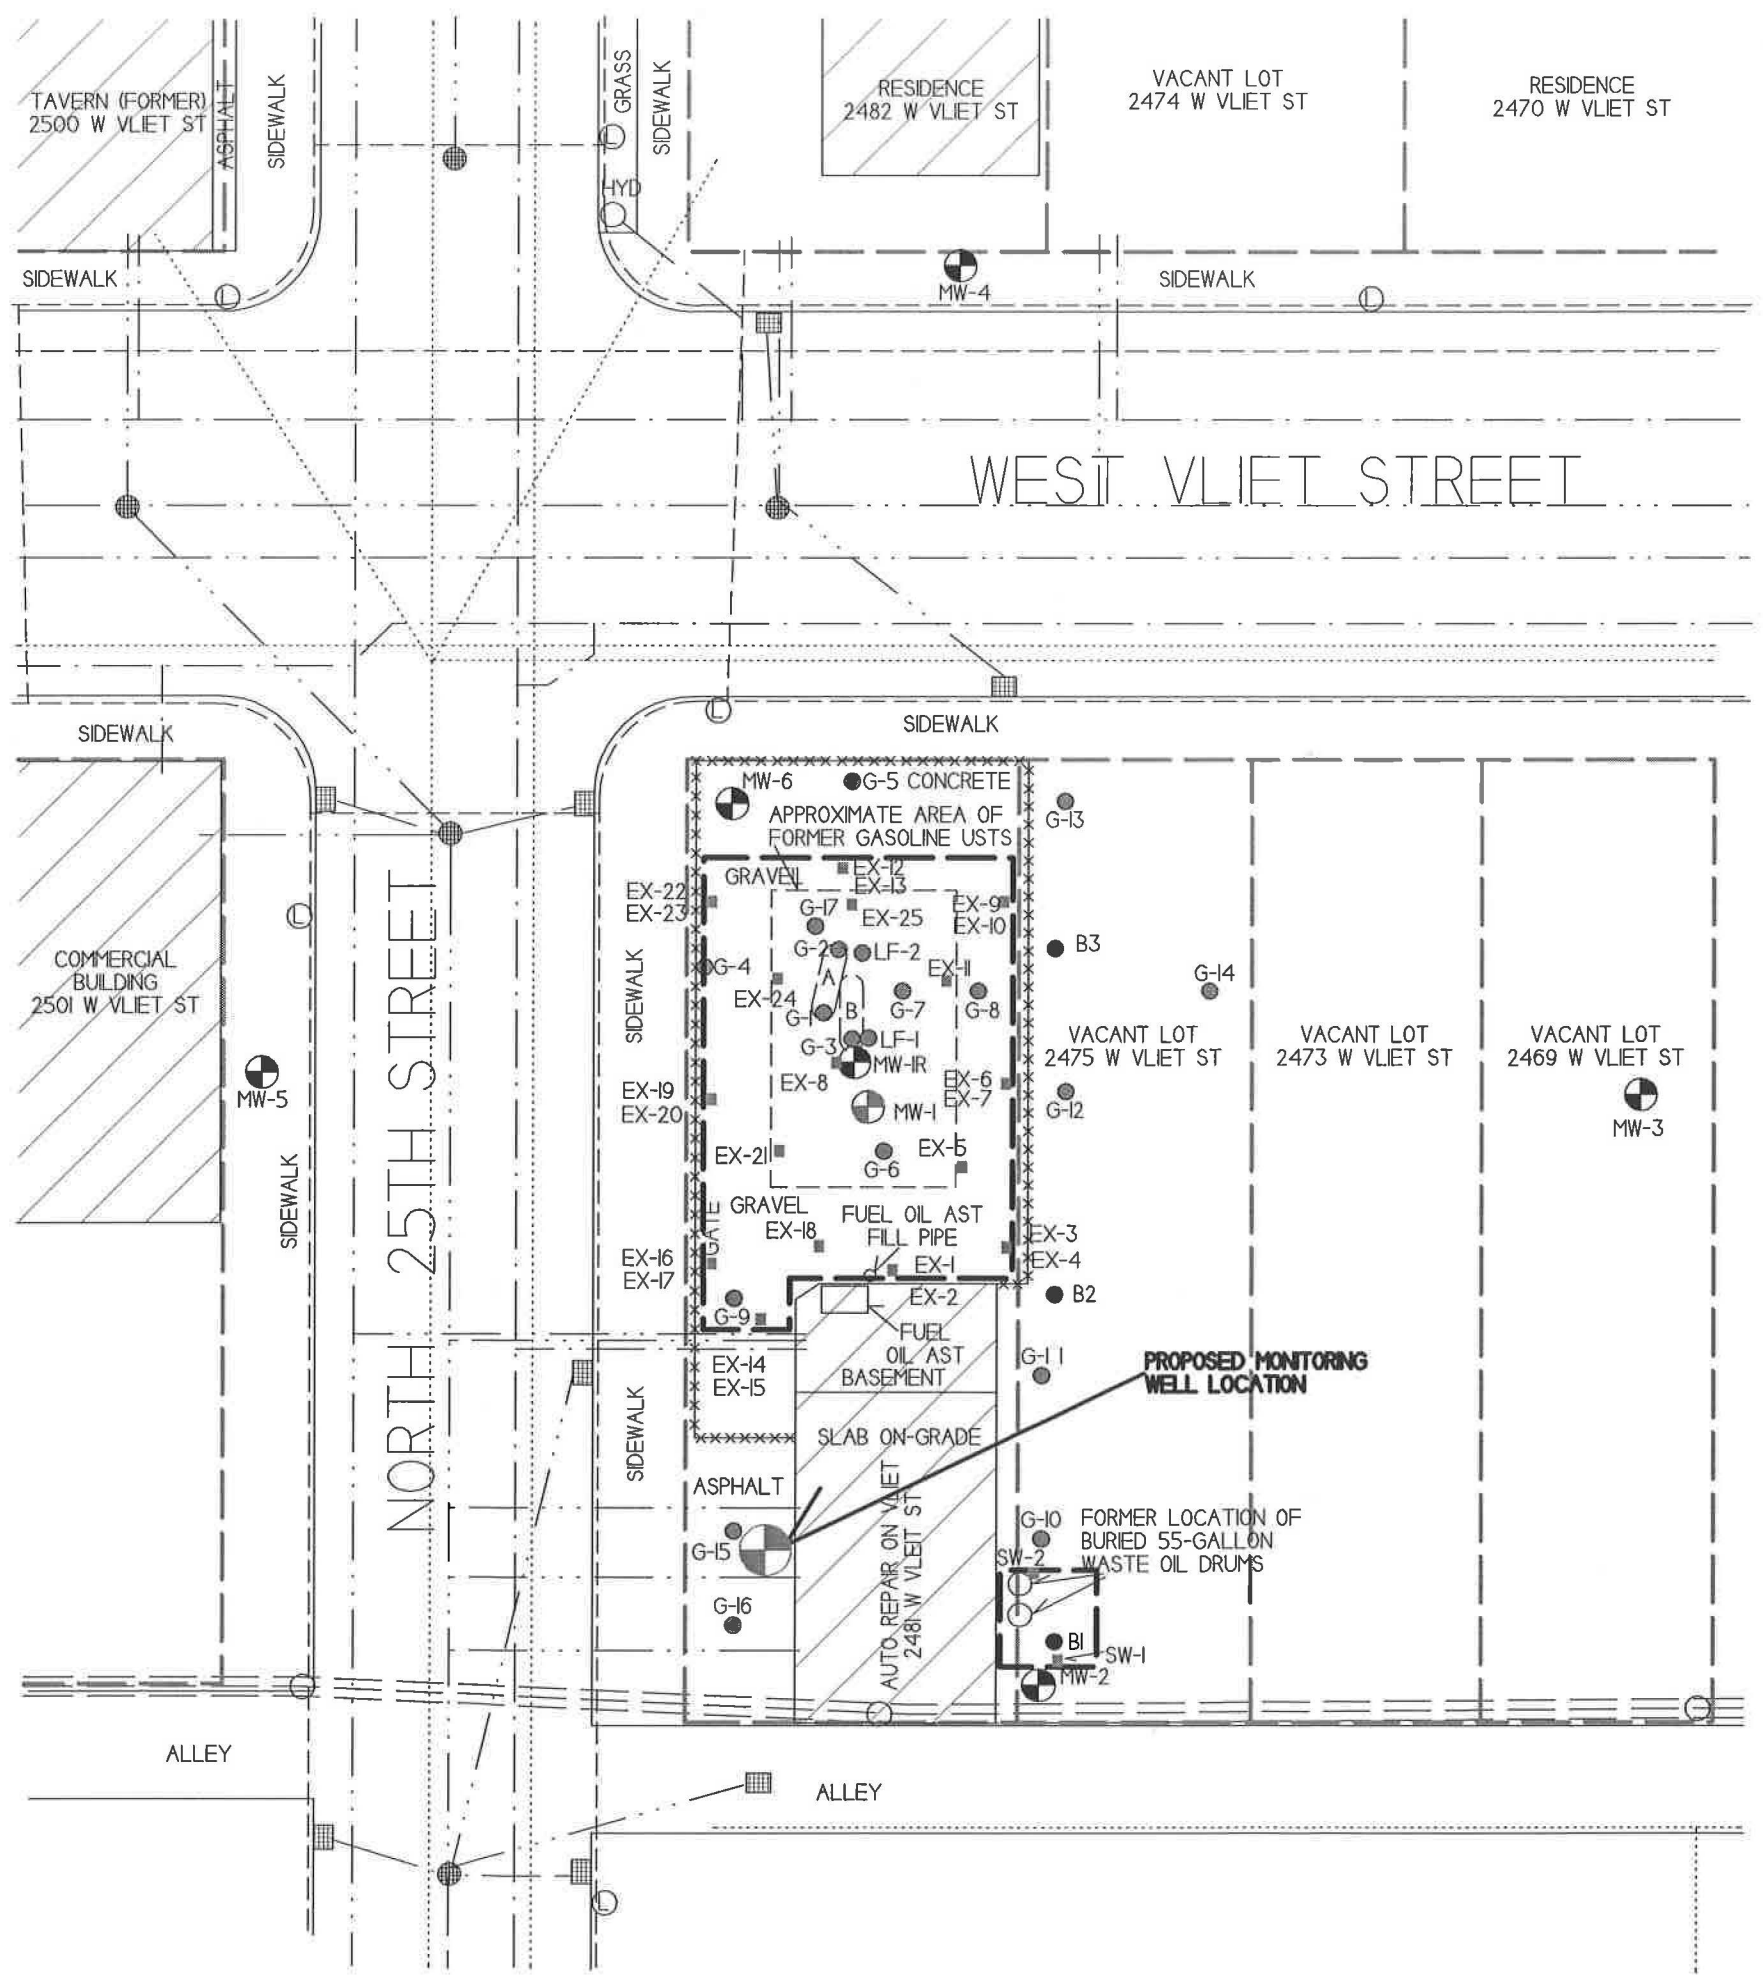 TAVERN (FORMER)
2500 W VLIET ST
ASPHALT
SIDEWALK
GRASS
SIDEWALK
RESIDENCE
2482 W VLIET ST
VACANT LOT
2474 W VLIET ST
RESIDENCE
2470 W VLIET ST
L
HYD
SIDEWALK
L
MW-4
SIDEWALK
L
WEST VLIET STREET
L
SIDEWALK
SIDEWALK
MW-6
G-5 CONCRETE
APPROXIMATE AREA OF
FORMER GASOLINE USTS
G-13
GRAVEL
EX-12
EX-13
EX-22
EX-23
G-17
EX-25
EX-9
EX-10
L
G-2
LF-2
B3
COMMERCIAL
BUILDING
2501 W VLIET ST
SIDEWALK
G-4
A
EX-11
G-14
EX-24
G-1
B
G-7
G-8
G-3
LF-1
VACANT LOT
2475 W VLIET ST
VACANT LOT
2473 W VLIET ST
VACANT LOT
2469 W VLIET ST
MW-1R
EX-8
EX-6
EX-7
MW-5
EX-19
EX-20
MW-1
G-12
MW-3
EX-21
G-6
EX-5
SIDEWALK
NORTH 25TH STREET
GRAVEL
GATE
EX-18
FUEL OIL AST
FILL PIPE
EX-3
EX-4
EX-16
EX-17
EX-1
EX-2
B2
G-9
FUEL
OIL AST
BASEMENT
EX-14
EX-15
G-11
PROPOSED MONITORING
WELL LOCATION
SIDEWALK
SLAB ON-GRADE
ASPHALT
AUTO REPAIR ON VLIET
2481 W VLEIT ST
G-15
G-10
FORMER LOCATION OF
BURIED 55-GALLON
WASTE OIL DRUMS
SW-2
G-16
B1
SW-1
MW-2
ALLEY
ALLEY
L